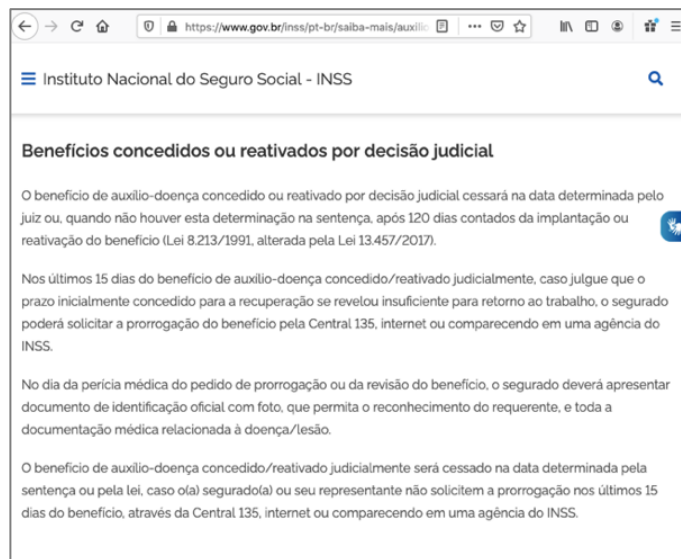 https://www.gov.br/inss/pt-br/saiba-mais/auxílio
Instituto Nacional do Seguro Social - INSS
Benefícios concedidos ou reativados por decisão judicial
O benefício de auxílio-doença concedido ou reativado por decisão judicial cessará na data determinada pelo
juiz ou, quando não houver esta determinação na sentença, após 120 dias contados da implantação ou
reativação do benefício (Lei 8.213/1991, alterada pela Lei 13.457/2017).
Nos últimos 15 dias do benefício de auxílio-doença concedido/reativado judicialmente, caso julgue que o
prazo inicialmente concedido para a recuperação se revelou insuficiente para retorno ao trabalho, o segurado
poderá solicitar a prorrogação do benefício pela Central 135, internet ou comparecendo em uma agência do
INSS.
No dia da perícia médica do pedido de prorrogação ou da revisão do benefício, o segurado deverá apresentar
documento de identificação oficial com foto, que permita o reconhecimento do requerente, e toda a
documentação médica relacionada à doença/lesão.
O benefício de auxílio-doença concedido/reativado judicialmente será cessado na data determinada pela
sentença ou pela lei, caso o(a) segurado(a) ou seu representante não solicitem a prorrogação nos últimos 15
dias do benefício, através da Central 135, internet ou comparecendo em uma agência do INSS.